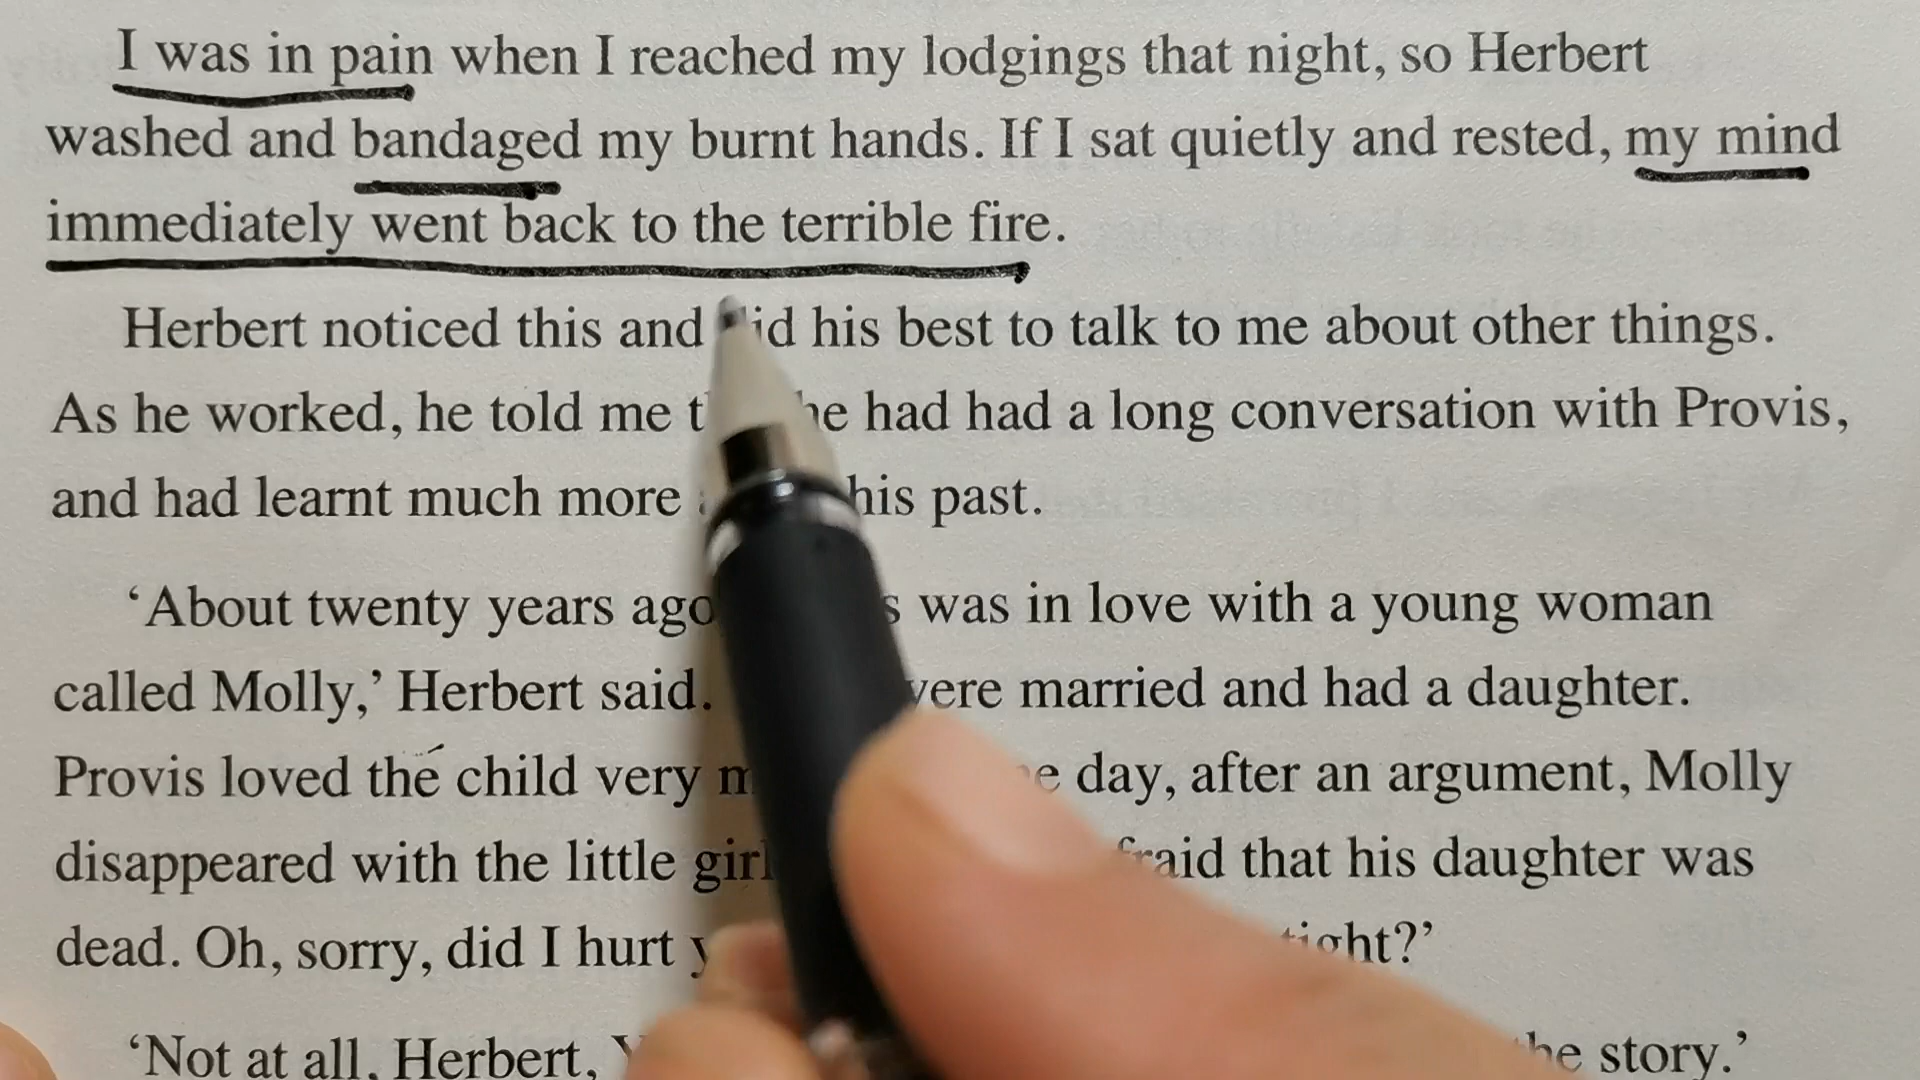 I was in pain when I reached my lodgings that night, so Herbert
washed and bandaged my burnt hands. If I sat quietly and rested, my mind
immediately went back to the terrible fire.
Herbert noticed this and his best to talk to me about other things.
As he worked, he told me he had had a long conversation with Provis,
and had learnt much more his past.
‘About twenty years ago was in love with a young woman
called Molly,’ Herbert said. were married and had a daughter.
Provis loved the child very day, after an argument, Molly
disappeared with the little girl afraid that his daughter was
dead. Oh, sorry, did I hurt tight?’
‘Not at all, Herbert, the story.’